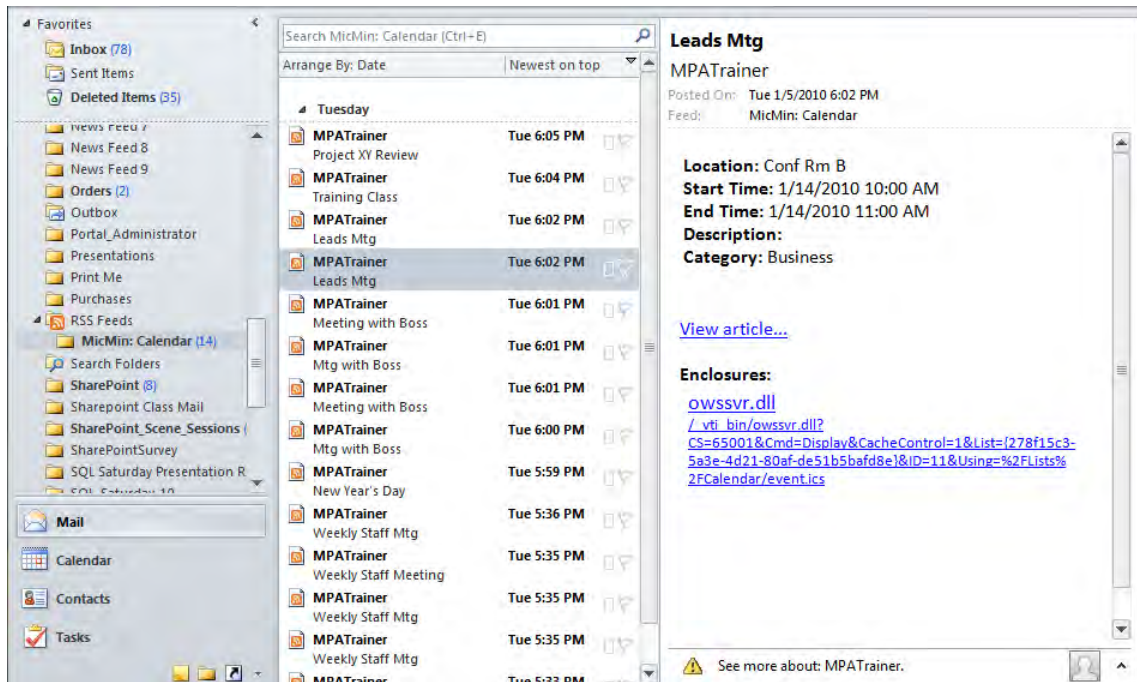 Favorites
Inbox (78)
Sent Items
Deleted Items (35)
News Feed 7
News Feed 8
News Feed 9
Orders (2)
Outbox
Portal_Administrator
Presentations
Print Me
Purchases
RSS Feeds
MicMin: Calendar (14)
Search Folders
SharePoint (8)
Sharepoint Class Mail
SharePoint_Scene_Sessions (
SharePointSurvey
SQL Saturday Presentation R
SQL Saturday 10
Mail
Calendar
Contacts
Tasks
Search MicMin: Calendar (Ctrl+E)
Arrange By: Date Newest on top
Tuesday
MPATrainer Tue 6:05 PM
Project XY Review
MPATrainer Tue 6:04 PM
Training Class
MPATrainer Tue 6:02 PM
Leads Mtg
MPATrainer Tue 6:02 PM
Leads Mtg
MPATrainer Tue 6:01 PM
Meeting with Boss
MPATrainer Tue 6:01 PM
Mtg with Boss
MPATrainer Tue 6:01 PM
Meeting with Boss
MPATrainer Tue 6:00 PM
Mtg with Boss
MPATrainer Tue 5:59 PM
New Year's Day
MPATrainer Tue 5:36 PM
Weekly Staff Mtg
MPATrainer Tue 5:35 PM
Weekly Staff Meeting
MPATrainer Tue 5:35 PM
Weekly Staff Mtg
MPATrainer Tue 5:35 PM
Weekly Staff Mtg
MPATrainer Tue 5:33 PM
Leads Mtg
MPATrainer
Posted On: Tue 1/5/2010 6:02 PM
Feed: MicMin: Calendar
Location: Conf Rm B
Start Time: 1/14/2010 10:00 AM
End Time: 1/14/2010 11:00 AM
Description:
Category: Business
View article...
Enclosures:
owssvr.dll
/_vti_bin/owssvr.dll?
CS=65001&Cmd=Display&CacheControl=1&List={278f15c3-
5a3e-4d21-80af-de51b5bafd8e}&ID=11&Using=%2FLists%
2FCalendar/event.ics
See more about: MPATrainer.